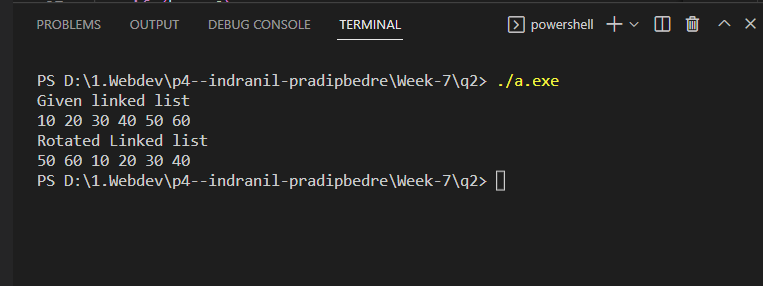 PROBLEMS OUTPUT DEBUG CONSOLE TERMINAL powershell
PS D:\1.Webdev\p4--indranil-pradipbedre\Week-7\q2> ./a.exe
Given linked list
10 20 30 40 50 60
Rotated Linked list
50 60 10 20 30 40
PS D:\1.Webdev\p4--indranil-pradipbedre\Week-7\q2>